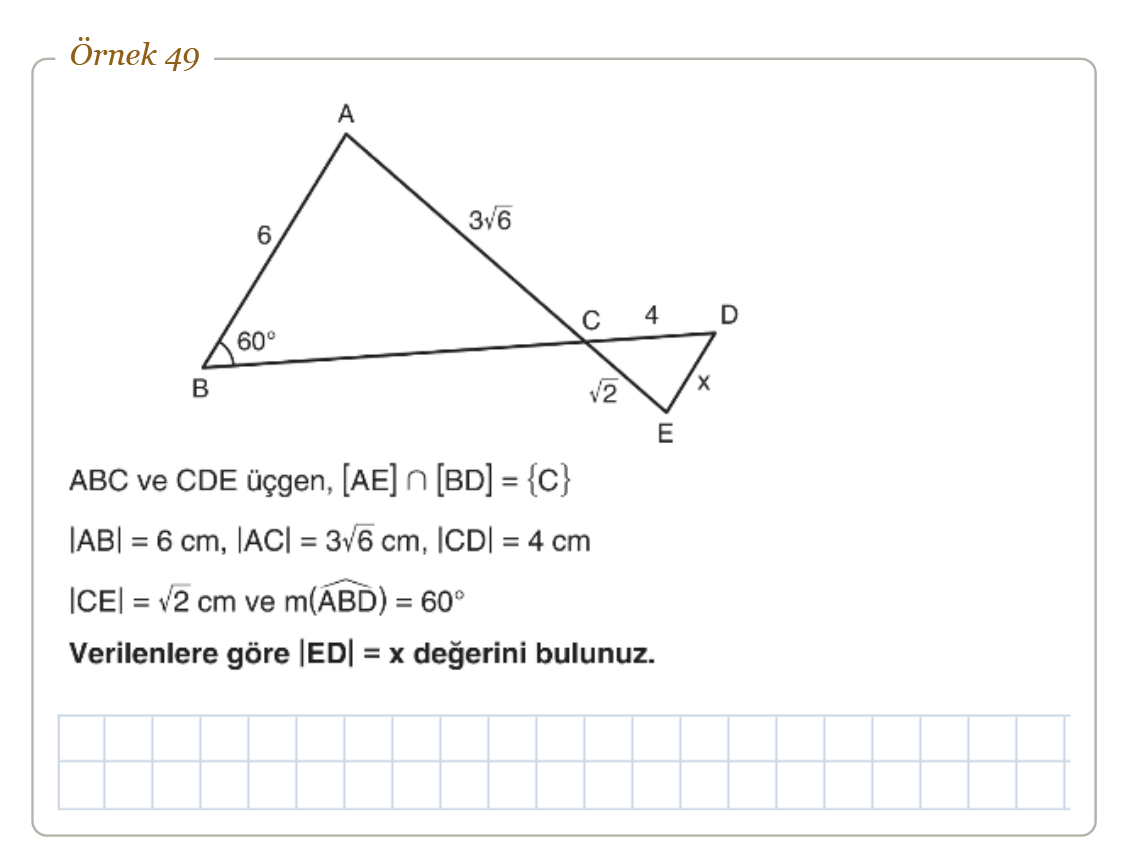 Örnek 49
A
6
3√6
60°
B
C
4
D
√2
x
E
ABC ve CDE üçgen, [AE] ∩ [BD] = {C}
|AB| = 6 cm, |AC| = 3√6 cm, |CD| = 4 cm
|CE| = √2 cm ve m(ABD) = 60°
Verilenlere göre |ED| = x değerini bulunuz.